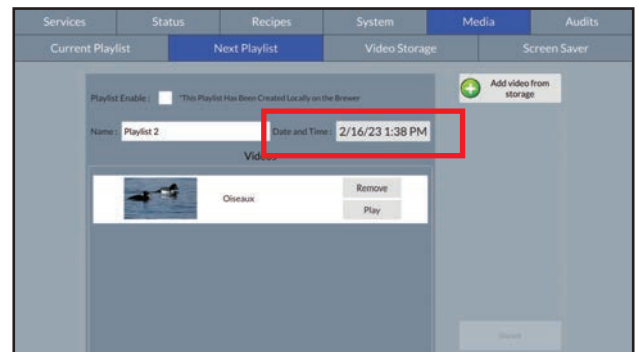 Services Status Recipes System Media Audits
Current Playlist Next Playlist Video Storage Screen Saver
Playlist Enable : *This Playlist Has Been Created Locally on the Brewer
Add video from
storage
Name : Playlist 2 Date and Time : 2/16/23 1:38 PM
Videos
Oiseaux
Remove
Play